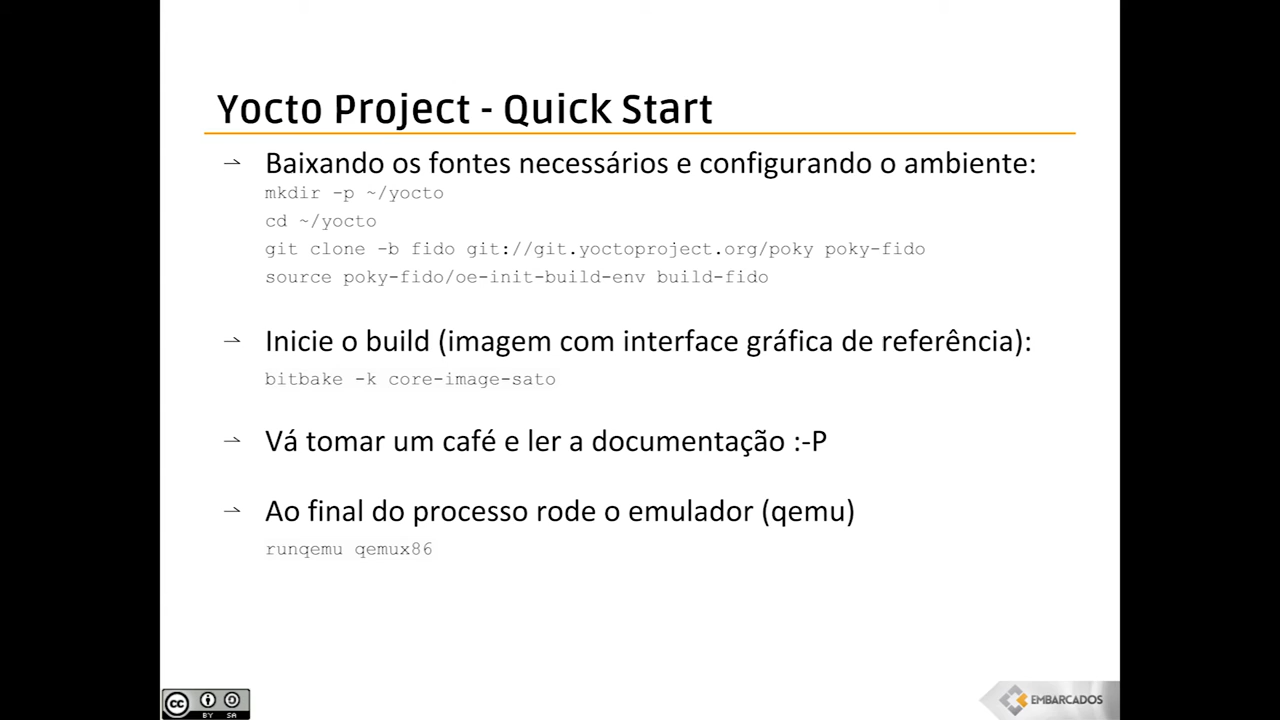 Yocto Project - Quick Start
Baixando os fontes necessários e configurando o ambiente:
mkdir -p ~/yocto
cd ~/yocto
git clone -b fido git://git.yoctoproject.org/poky poky-fido
source poky-fido/oe-init-build-env build-fido
Inicie o build (imagem com interface gráfica de referência):
bitbake -k core-image-sato
Vá tomar um café e ler a documentação :-P
Ao final do processo rode o emulador (qemu)
runqemu qemux86
cc BY SA
EMBARCADOS